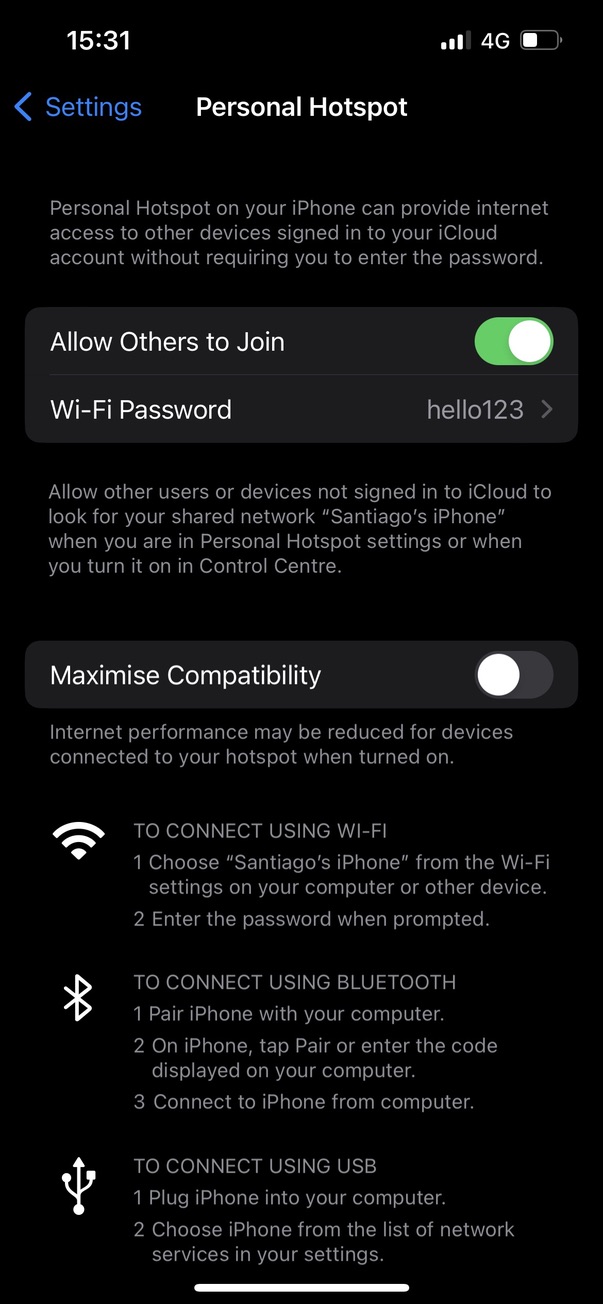 15:31 4G
Settings Personal Hotspot
Personal Hotspot on your iPhone can provide internet
access to other devices signed in to your iCloud
account without requiring you to enter the password.
Allow Others to Join
Wi-Fi Password hello123
Allow other users or devices not signed in to iCloud to
look for your shared network “Santiago’s iPhone”
when you are in Personal Hotspot settings or when
you turn it on in Control Centre.
Maximise Compatibility
Internet performance may be reduced for devices
connected to your hotspot when turned on.
TO CONNECT USING WI-FI
1 Choose “Santiago’s iPhone” from the Wi-Fi
settings on your computer or other device.
2 Enter the password when prompted.
TO CONNECT USING BLUETOOTH
1 Pair iPhone with your computer.
2 On iPhone, tap Pair or enter the code
displayed on your computer.
3 Connect to iPhone from computer.
TO CONNECT USING USB
1 Plug iPhone into your computer.
2 Choose iPhone from the list of network
services in your settings.